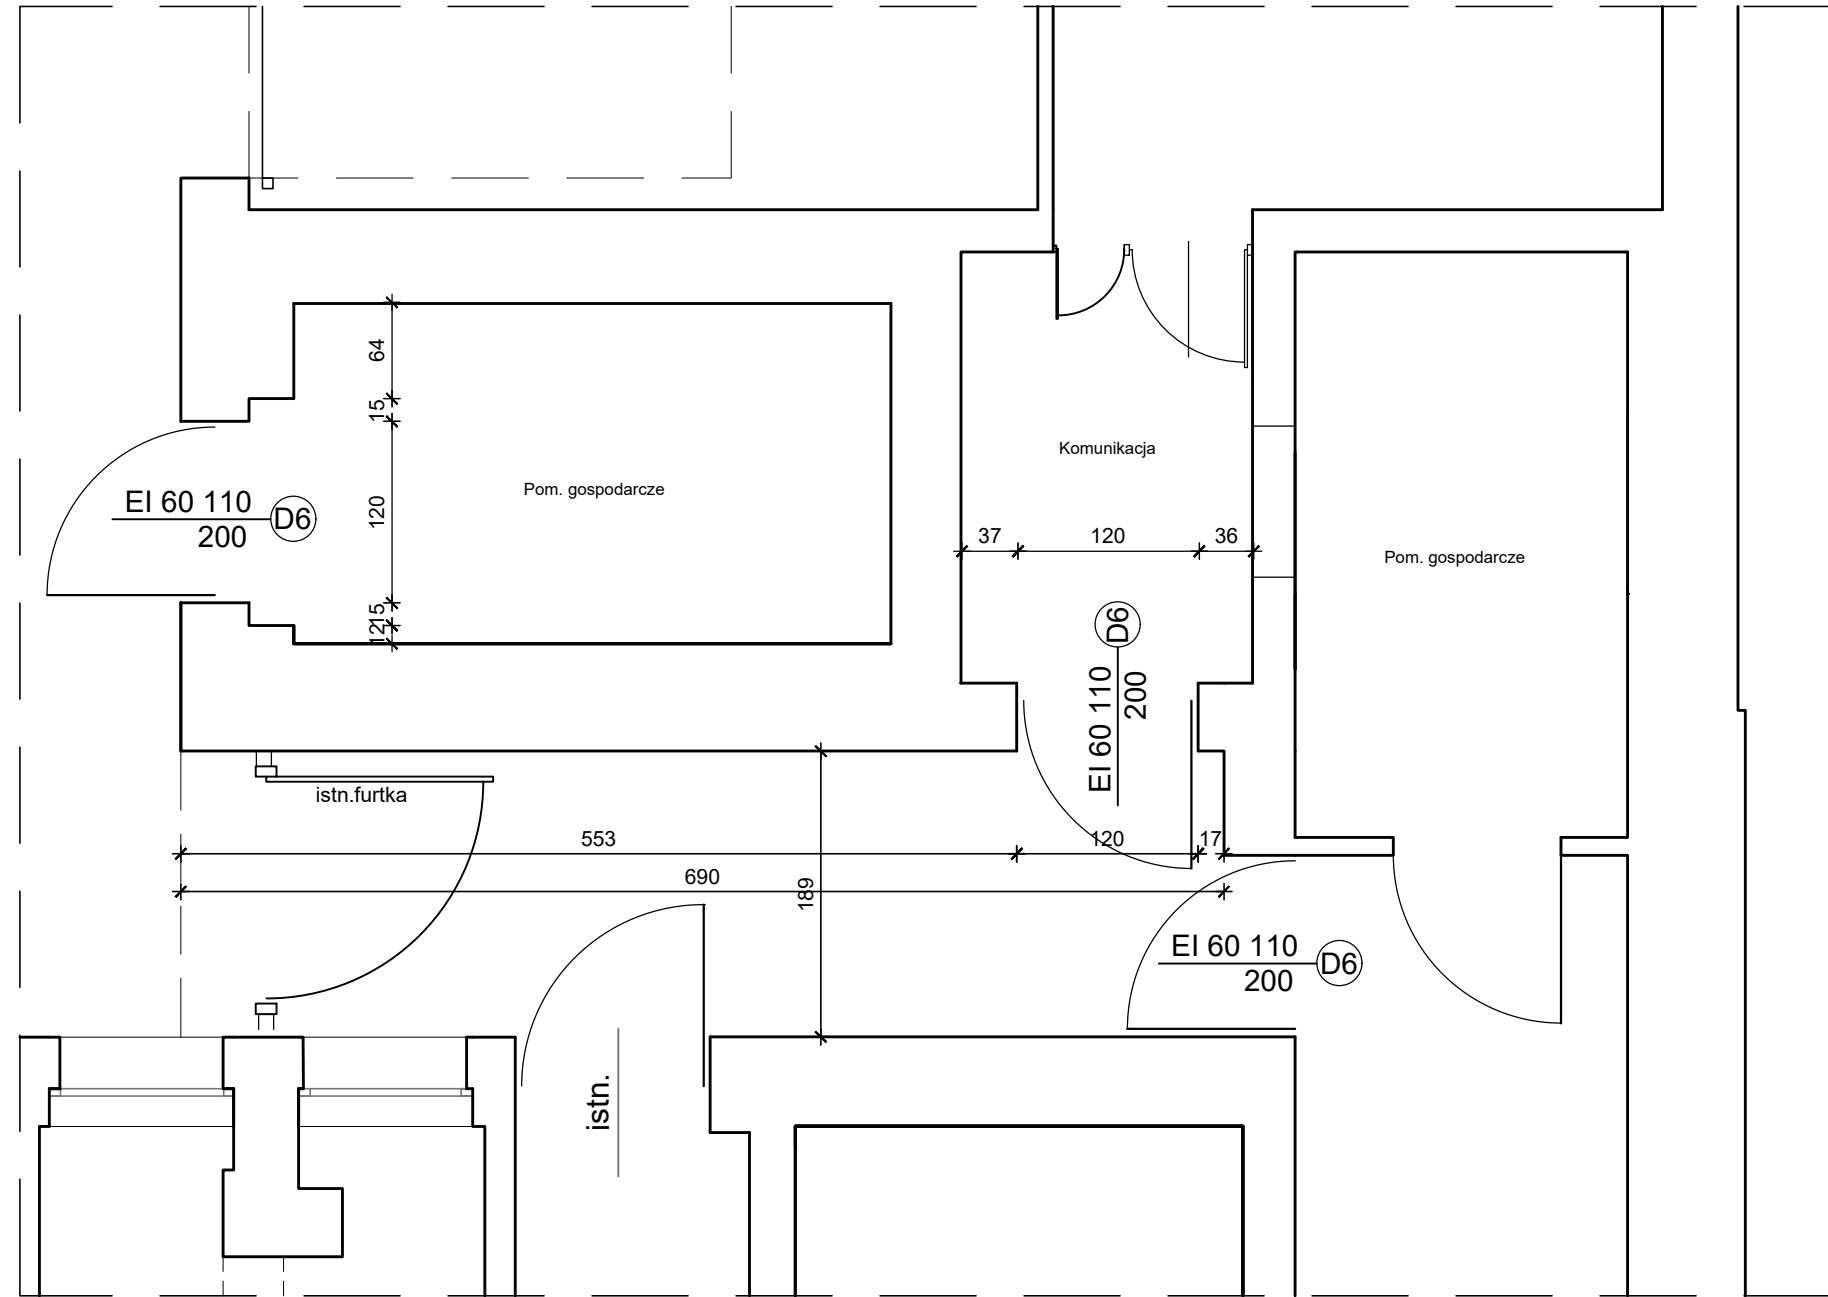 64
15
120
15
12
EI 60 110
200
D6
Pom. gospodarcze
Komunikacja
37
120
36
Pom. gospodarcze
D6
EI 60 110
200
istn.furtka
553
120
17
690
189
EI 60 110
200
D6
istn.